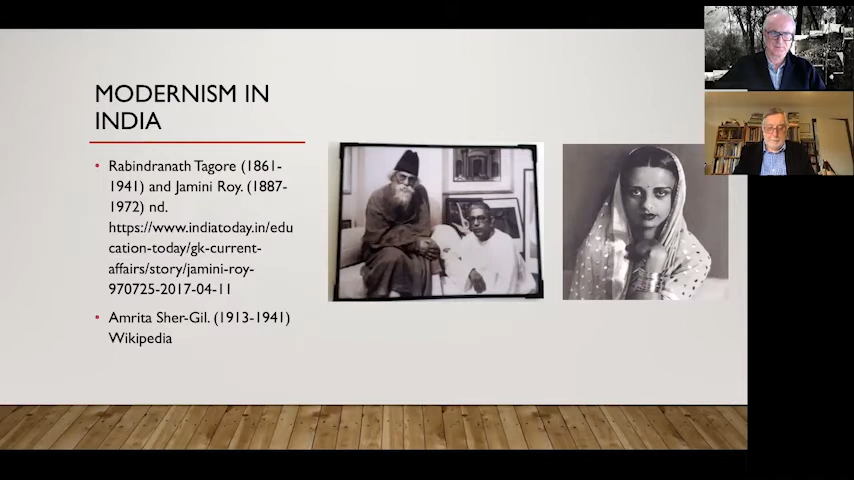 MODERNISM IN
INDIA
• Rabindranath Tagore (1861-
1941) and Jamini Roy. (1887-
1972) nd.
https://www.indiatoday.in/edu
cation-today/gk-current-
affairs/story/jamini-roy-
970725-2017-04-11
• Amrita Sher-Gil. (1913-1941)
Wikipedia